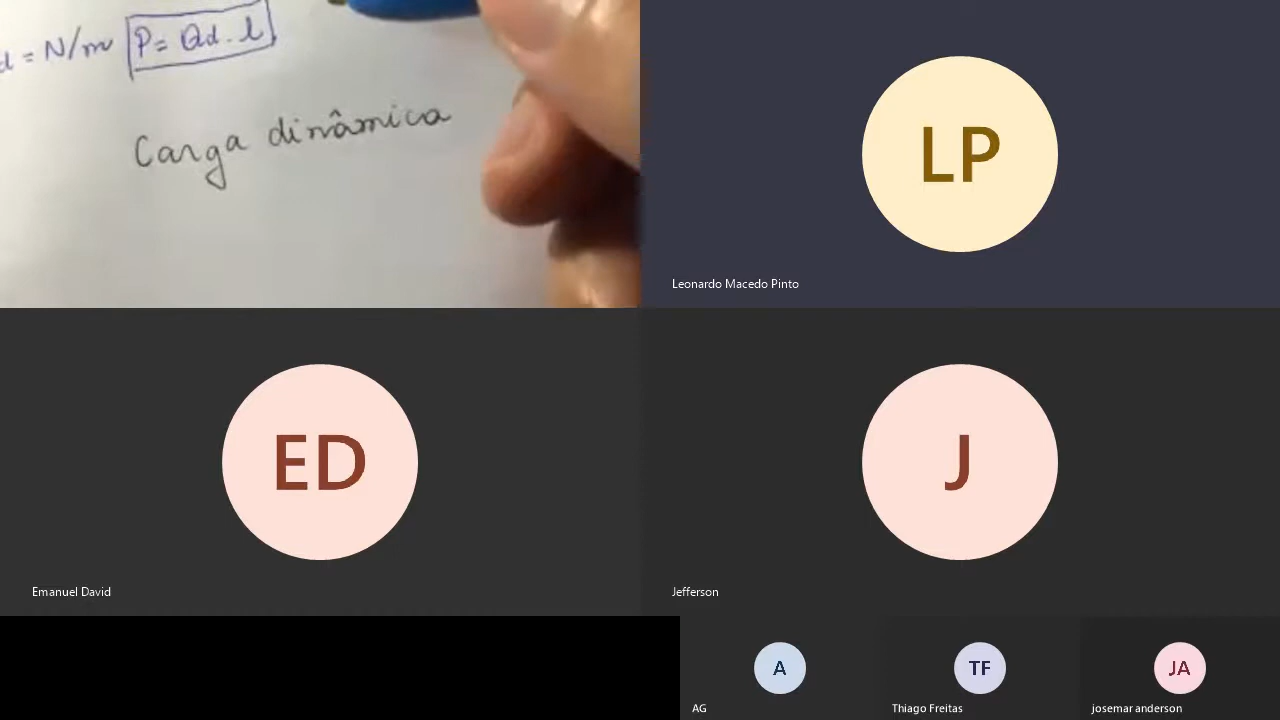 d = N/m P = Qd . l
Carga dinâmica
LP
Leonardo Macedo Pinto
ED
Emanuel David
J
Jefferson
A
AG
TF
Thiago Freitas
JA
josemar anderson